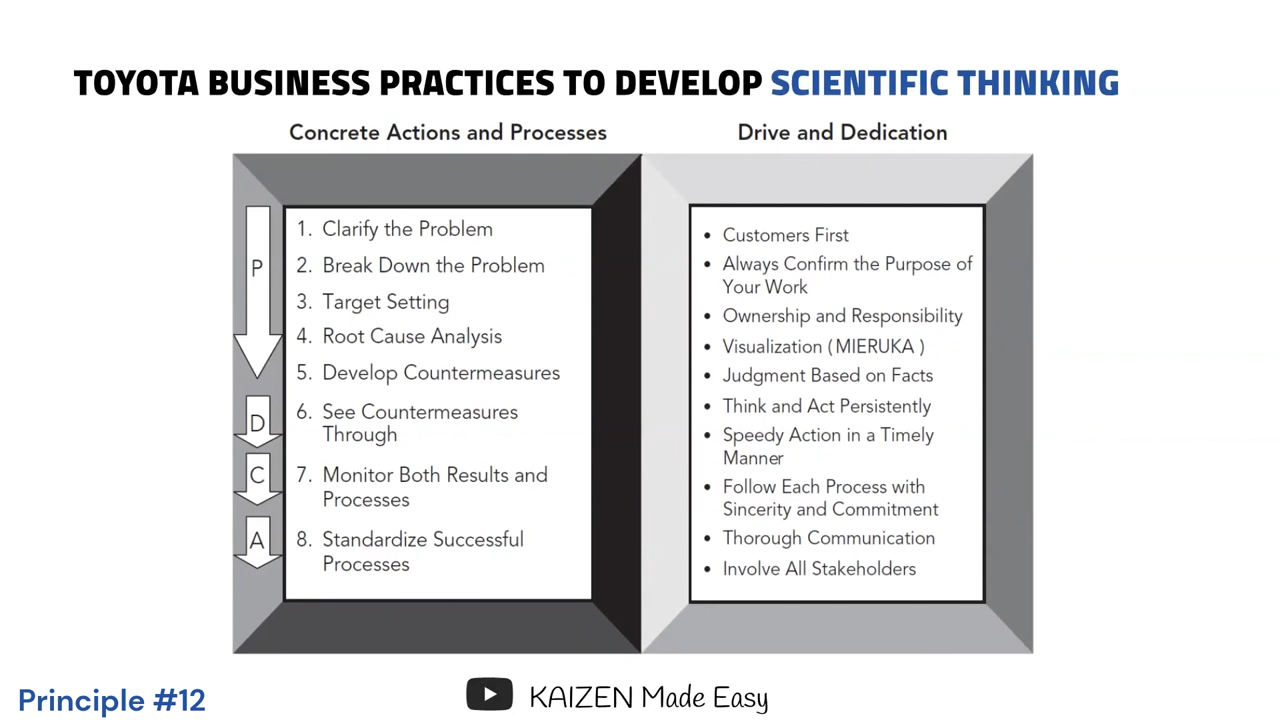 TOYOTA BUSINESS PRACTICES TO DEVELOP SCIENTIFIC THINKING
Concrete Actions and Processes
P
D
C
A
1. Clarify the Problem
2. Break Down the Problem
3. Target Setting
4. Root Cause Analysis
5. Develop Countermeasures
6. See Countermeasures
Through
7. Monitor Both Results and
Processes
8. Standardize Successful
Processes
Drive and Dedication
• Customers First
• Always Confirm the Purpose of
Your Work
• Ownership and Responsibility
• Visualization ( MIERUKA )
• Judgment Based on Facts
• Think and Act Persistently
• Speedy Action in a Timely
Manner
• Follow Each Process with
Sincerity and Commitment
• Thorough Communication
• Involve All Stakeholders
Principle #12
KAIZEN Made Easy